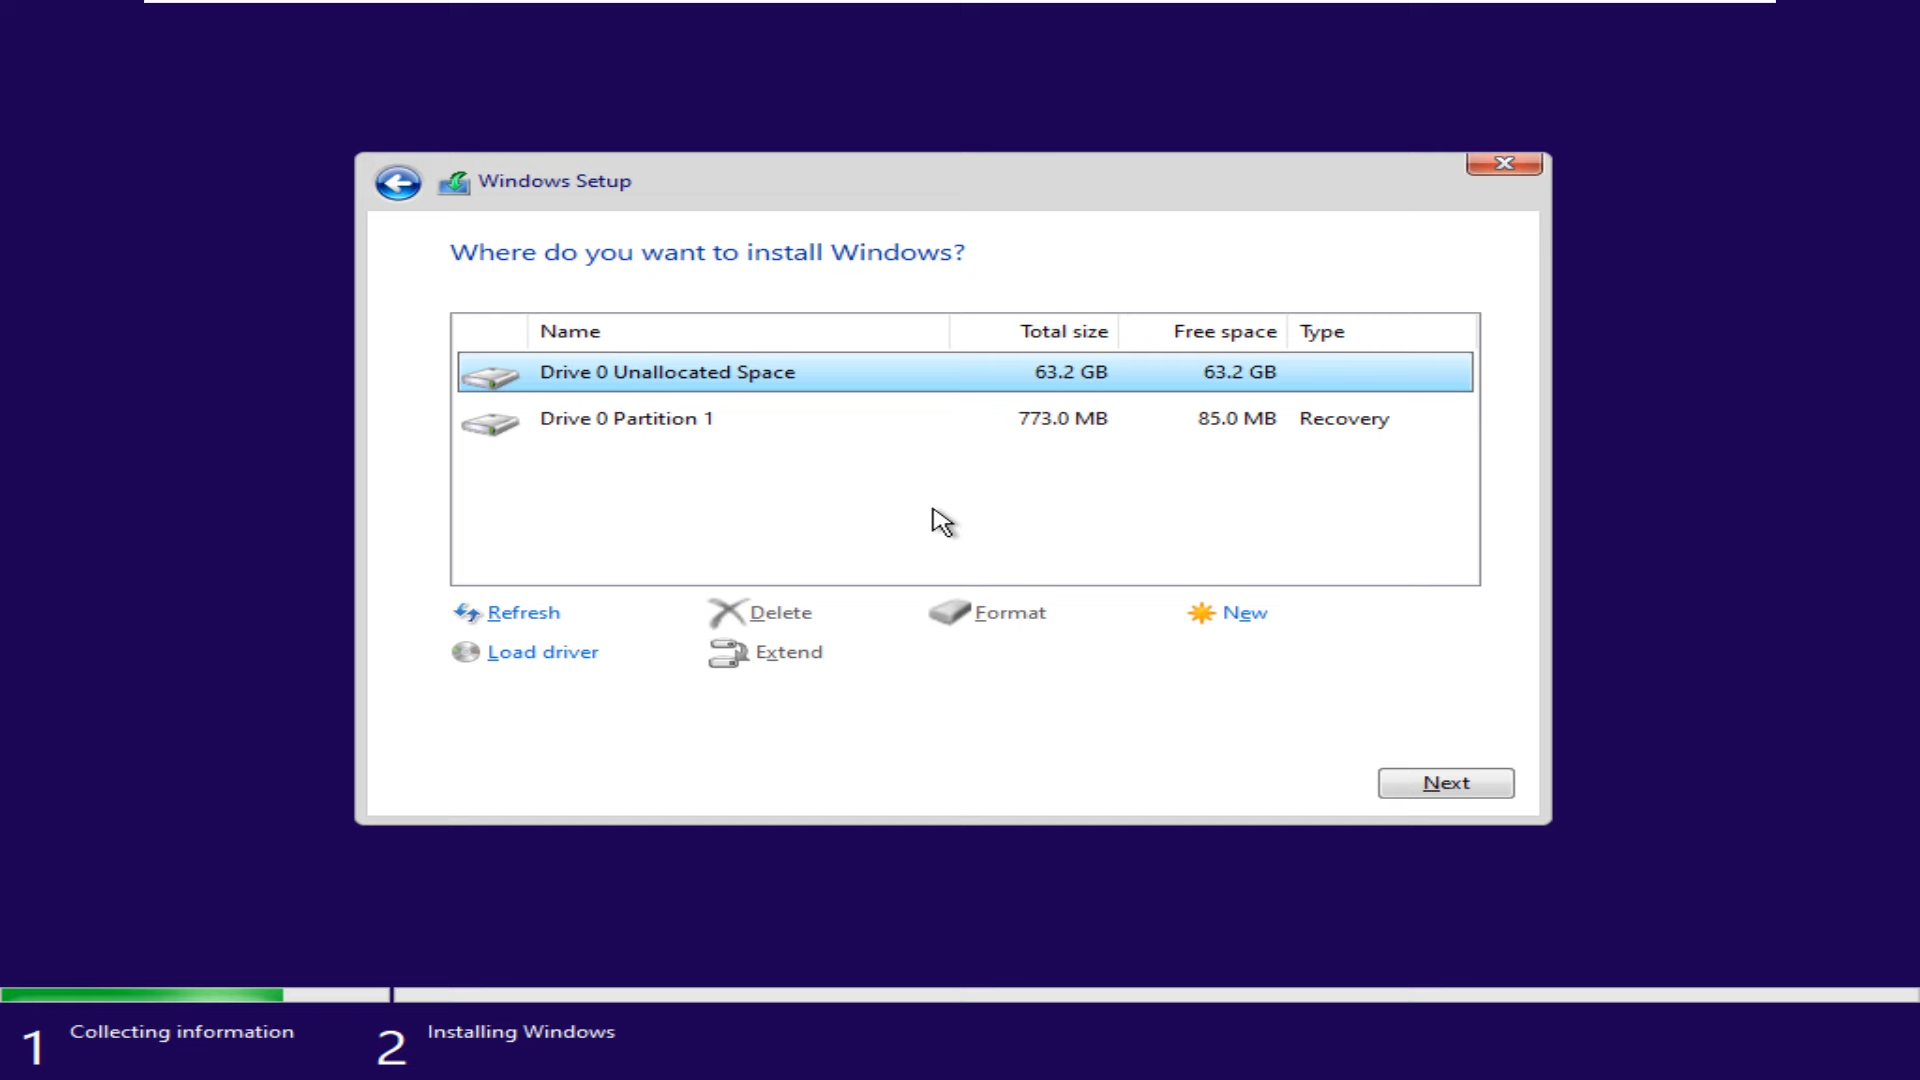 Windows Setup
Where do you want to install Windows?
Name Total size Free space Type
Drive 0 Unallocated Space 63.2 GB 63.2 GB
Drive 0 Partition 1 773.0 MB 85.0 MB Recovery
Refresh Delete Format New
Load driver Extend
Next
1 Collecting information 2 Installing Windows